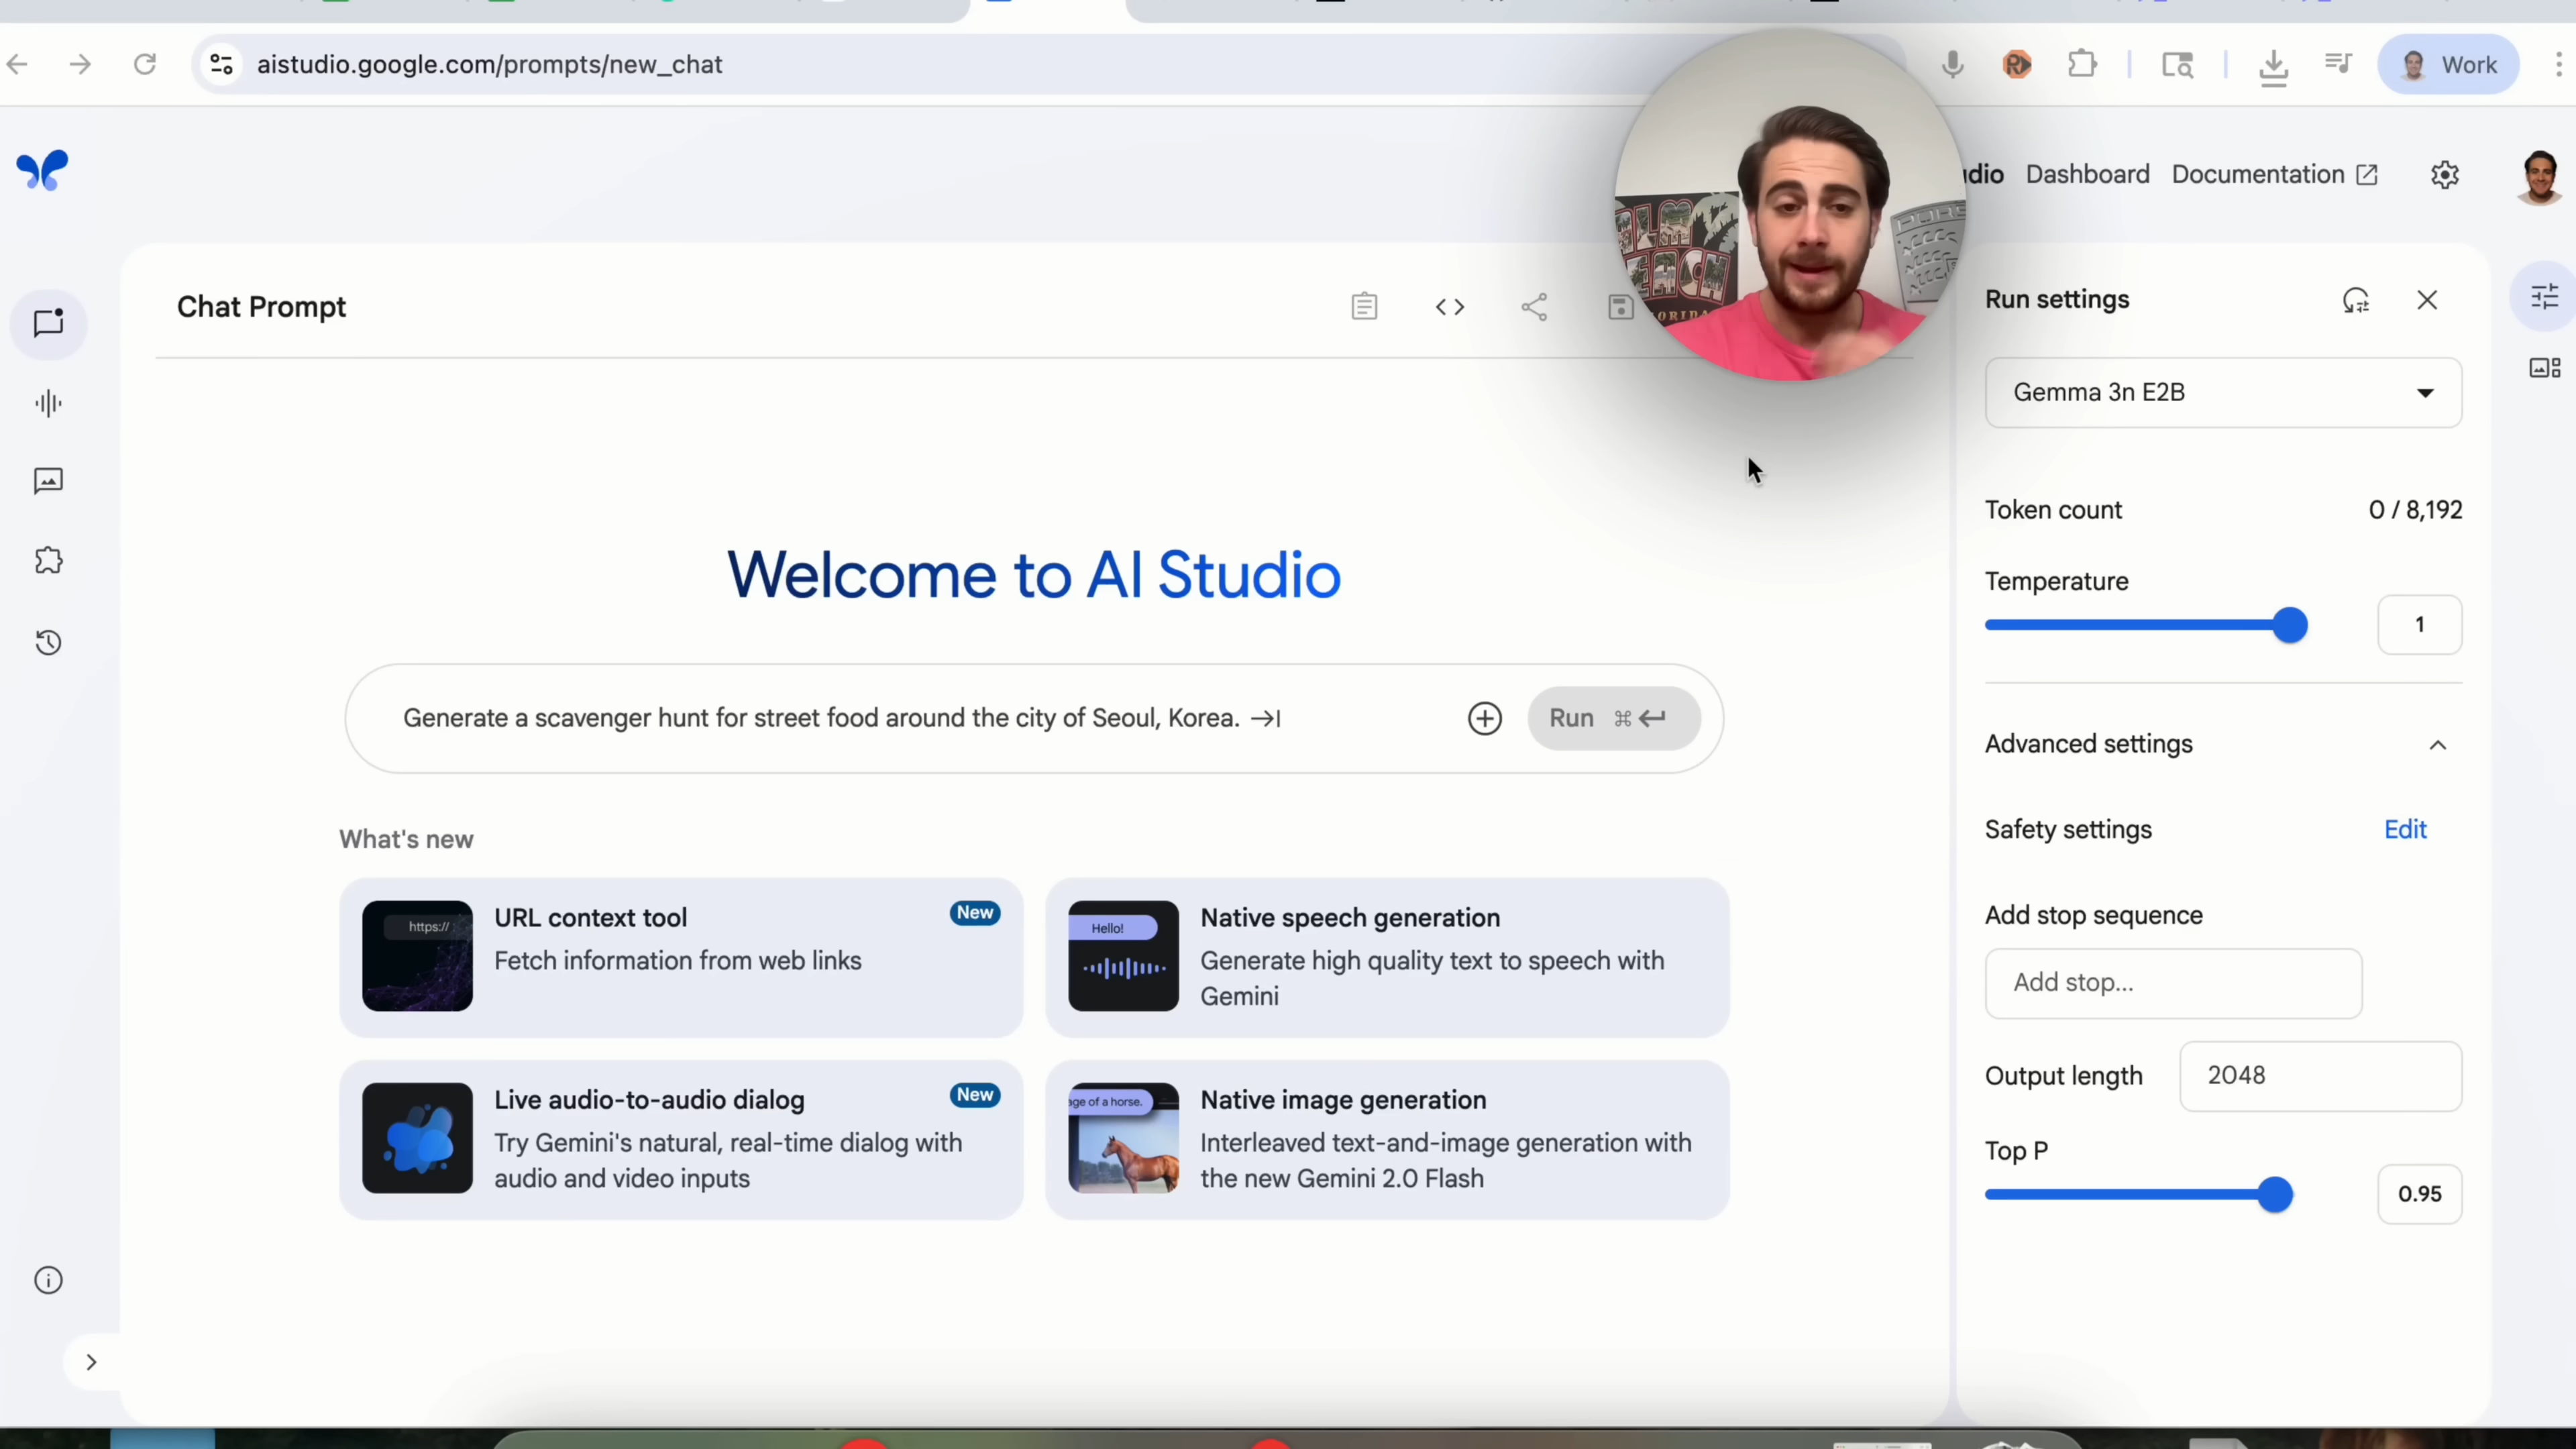 aistudio.google.com/prompts/new_chat
Work
Dashboard
Documentation
Chat Prompt
Run settings
Gemma 3n E2B
Token count
0 / 8,192
Temperature
1
Welcome to AI Studio
Generate a scavenger hunt for street food around the city of Seoul, Korea.
Run ⌘
Advanced settings
Safety settings
Edit
What's new
URL context tool
New
Fetch information from web links
https://
Native speech generation
Generate high quality text to speech with
Gemini
Hello!
Add stop sequence
Add stop...
Output length
2048
Live audio-to-audio dialog
New
Try Gemini's natural, real-time dialog with
audio and video inputs
Native image generation
Interleaved text-and-image generation with
the new Gemini 2.0 Flash
age of a horse.
Top P
0.95